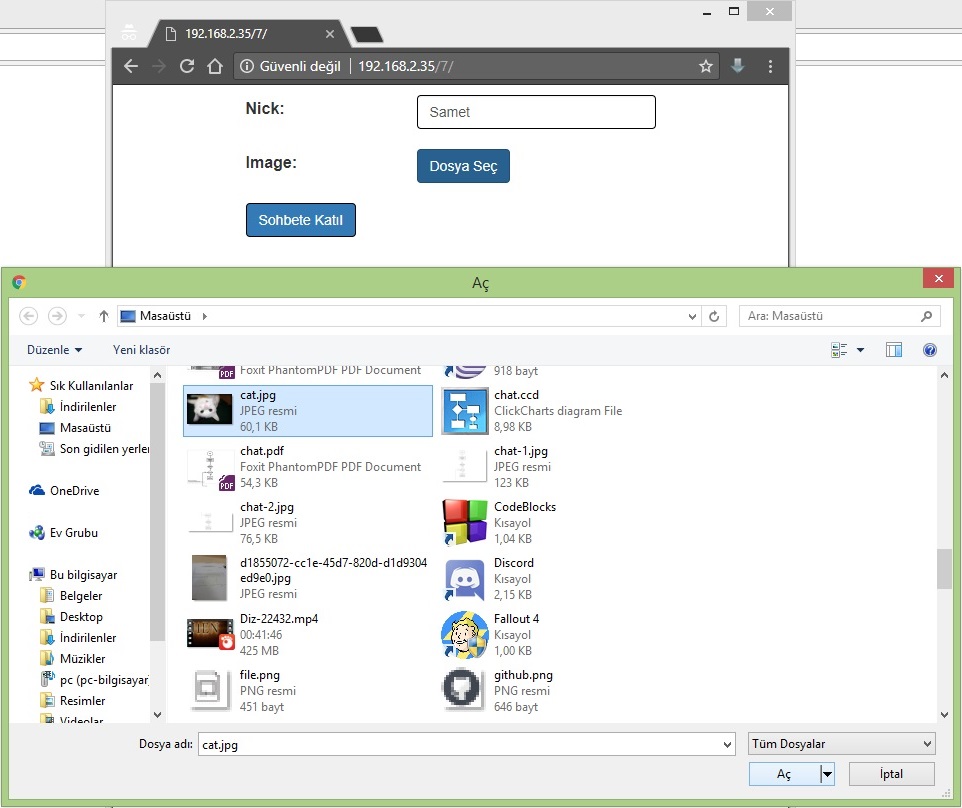 192.168.2.35/7/
Güvenli değil 192.168.2.35/7/
Nick: Samet
Image: Dosya Seç
Sohbete Katıl
Aç
Masaüstü
Ara: Masaüstü
Düzenle
Yeni klasör
Sık Kullanılanlar
İndirilenler
Masaüstü
Son gidilen yerler
OneDrive
Ev Grubu
Bu bilgisayar
Belgeler
Desktop
İndirilenler
Müzikler
pc (pc-bilgisayar
Resimler
Videolar
PDF
Foxit PhantomPDF PDF Document
918 bayt
cat.jpg
JPEG resmi
60,1 KB
chat.ccd
ClickCharts diagram File
8,98 KB
chat.pdf
Foxit PhantomPDF PDF Document
54,3 KB
PDF
chat-1.jpg
JPEG resmi
123 KB
chat-2.jpg
JPEG resmi
76,5 KB
CodeBlocks
Kısayol
1,04 KB
d1855072-cc1e-45d7-820d-d1d9304
ed9e0.jpg
JPEG resmi
Discord
Kısayol
2,15 KB
Diz-22432.mp4
00:41:46
425 MB
Fallout 4
Kısayol
1,00 KB
file.png
PNG resmi
451 bayt
github.png
PNG resmi
646 bayt
Dosya adı: cat.jpg
Tüm Dosyalar
Aç
İptal